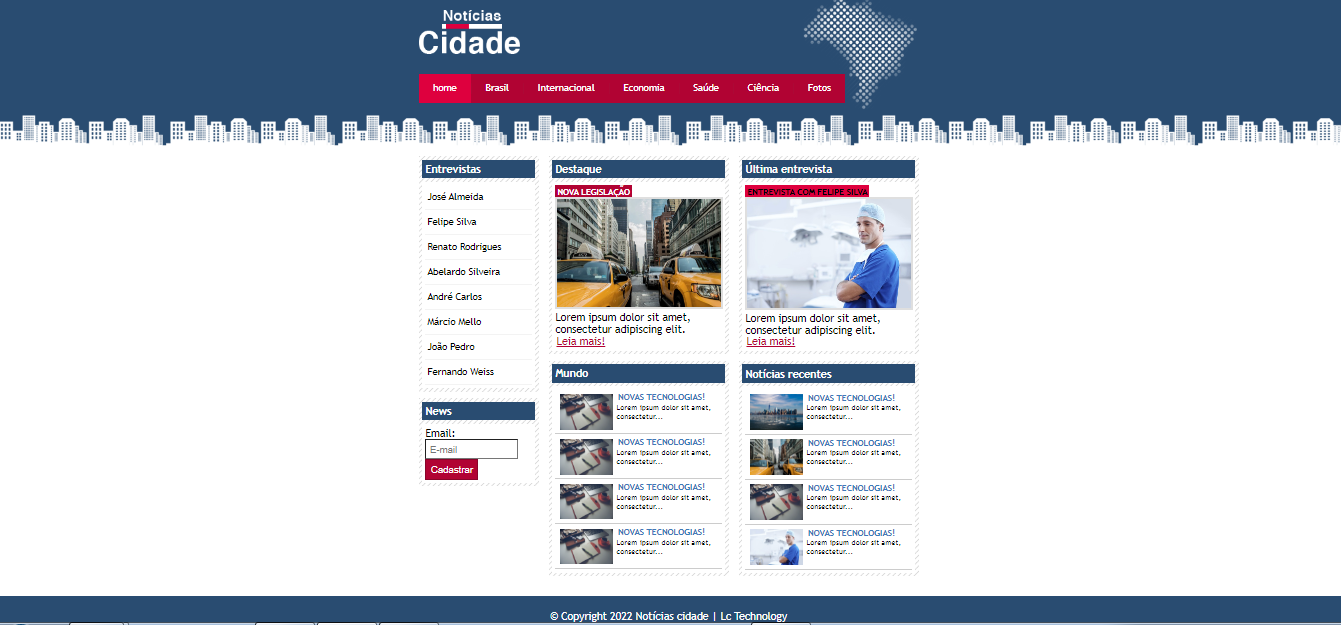 Notícias
Cidade
home Brasil Internacional Economia Saúde Ciência Fotos
Entrevistas
José Almeida
Felipe Silva
Renato Rodrigues
Abelardo Silveira
André Carlos
Márcio Mello
João Pedro
Fernando Weiss
News
Email:
E-mail
Cadastrar
Destaque
NOVA LEGISLAÇÃO
Lorem ipsum dolor sit amet,
consectetur adipiscing elit.
Leia mais!
Mundo
NOVAS TECNOLOGIAS!
Lorem ipsum dolor sit amet,
consectetur...
NOVAS TECNOLOGIAS!
Lorem ipsum dolor sit amet,
consectetur...
NOVAS TECNOLOGIAS!
Lorem ipsum dolor sit amet,
consectetur...
NOVAS TECNOLOGIAS!
Lorem ipsum dolor sit amet,
consectetur...
Última entrevista
ENTREVISTA COM FELIPE SILVA
Lorem ipsum dolor sit amet,
consectetur adipiscing elit.
Leia mais!
Notícias recentes
NOVAS TECNOLOGIAS!
Lorem ipsum dolor sit amet,
consectetur...
NOVAS TECNOLOGIAS!
Lorem ipsum dolor sit amet,
consectetur...
NOVAS TECNOLOGIAS!
Lorem ipsum dolor sit amet,
consectetur...
NOVAS TECNOLOGIAS!
Lorem ipsum dolor sit amet,
consectetur...
© Copyright 2022 Notícias cidade | Lc Technology